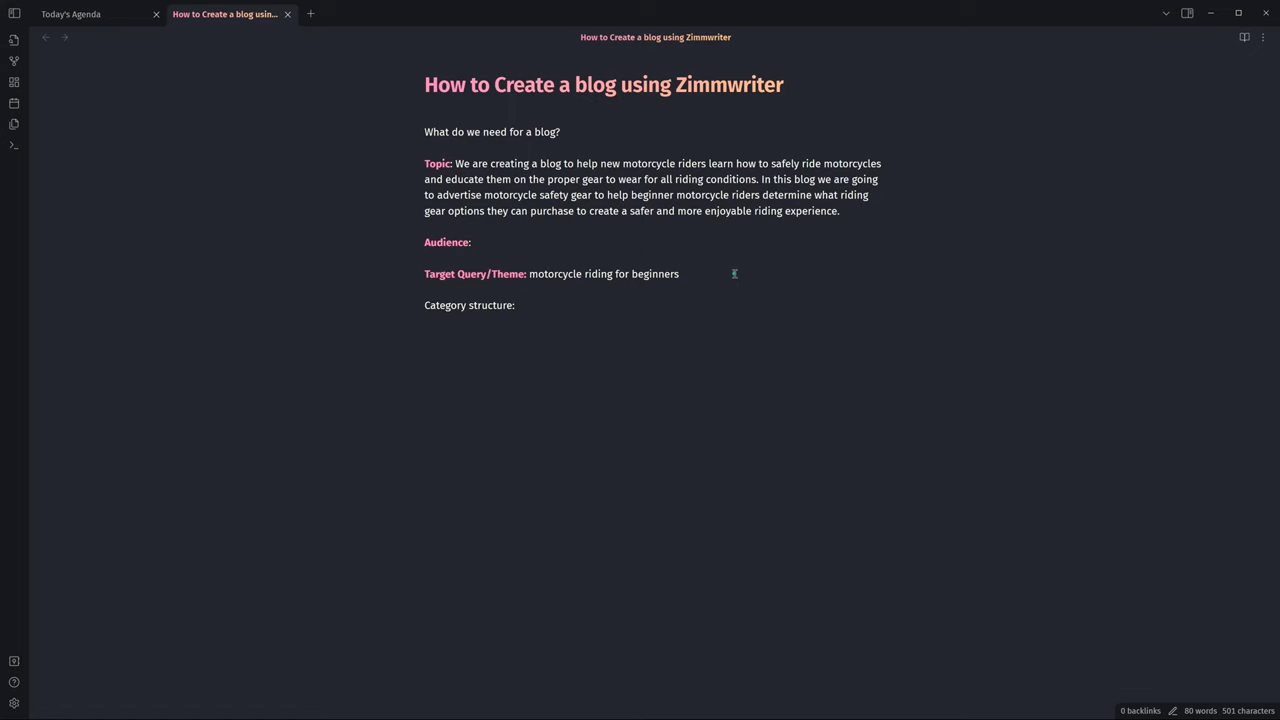 Today's Agenda
How to Create a blog usin...
How to Create a blog using Zimmwriter
How to Create a blog using Zimmwriter
What do we need for a blog?
Topic: We are creating a blog to help new motorcycle riders learn how to safely ride motorcycles
and educate them on the proper gear to wear for all riding conditions. In this blog we are going
to advertise motorcycle safety gear to help beginner motorcycle riders determine what riding
gear options they can purchase to create a safer and more enjoyable riding experience.
Audience:
Target Query/Theme: motorcycle riding for beginners
Category structure:
0 backlinks 80 words 501 characters